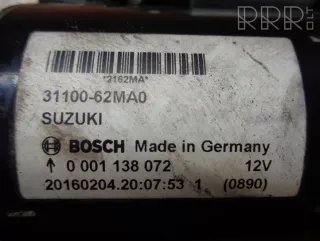 RRR.LT
*2162MA*
31100-62MA0
SUZUKI
BOSCH Made in Germany
0 001 138 072 12V
20160204.20:07:53 1 (0890)